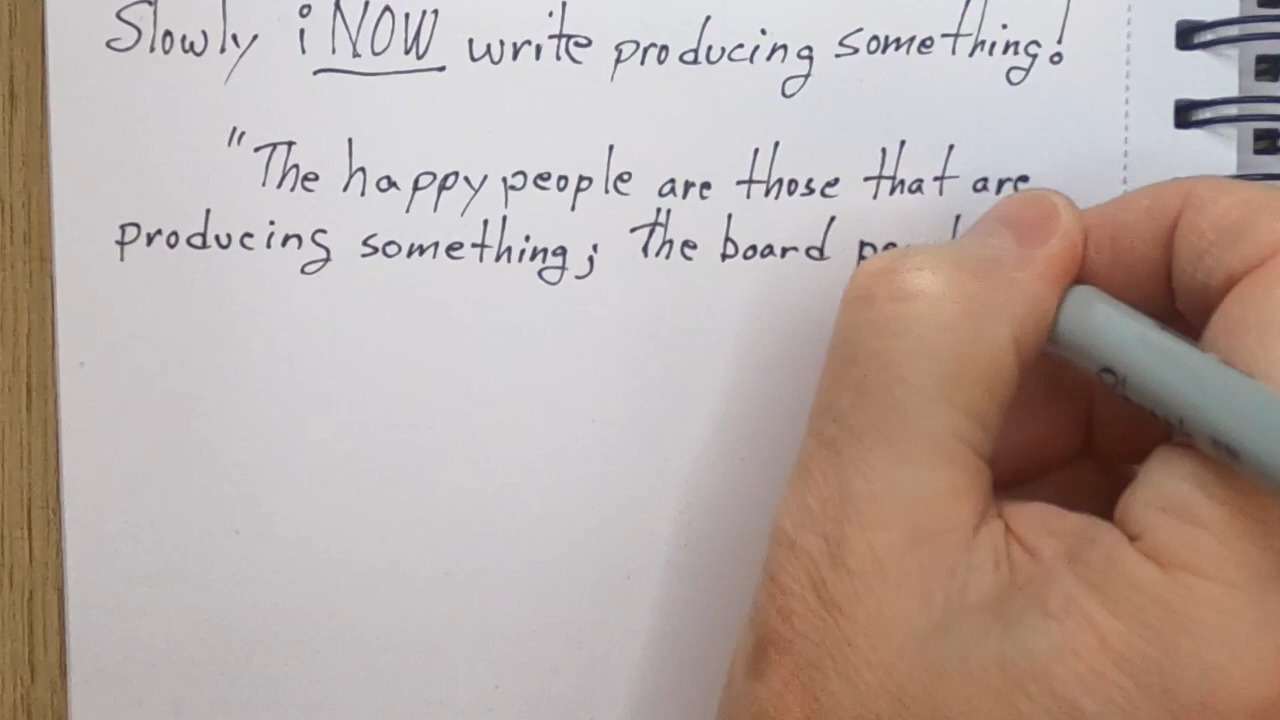 Slowly i NOW write producing something!
"The happy people are those that are
producing something; the board